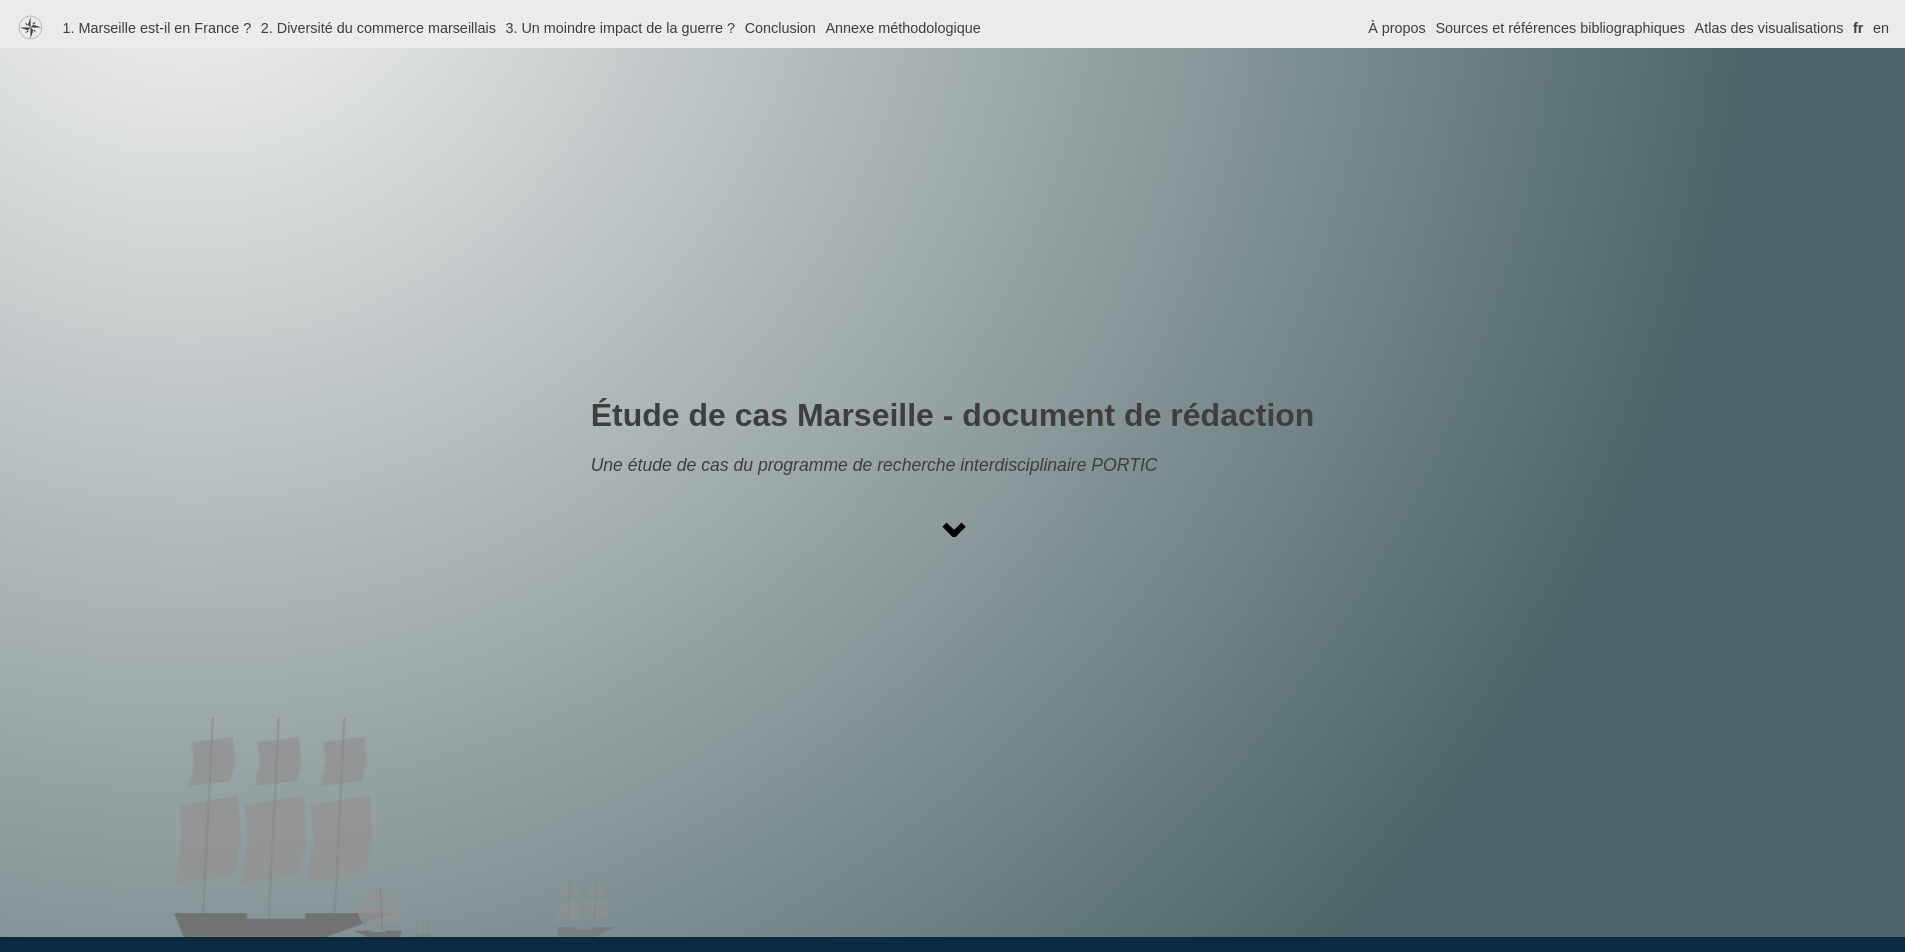 1. Marseille est-il en France ? 2. Diversité du commerce marseillais 3. Un moindre impact de la guerre ? Conclusion Annexe méthodologique À propos Sources et références bibliographiques Atlas des visualisations fr en
Étude de cas Marseille - document de rédaction
Une étude de cas du programme de recherche interdisciplinaire PORTIC